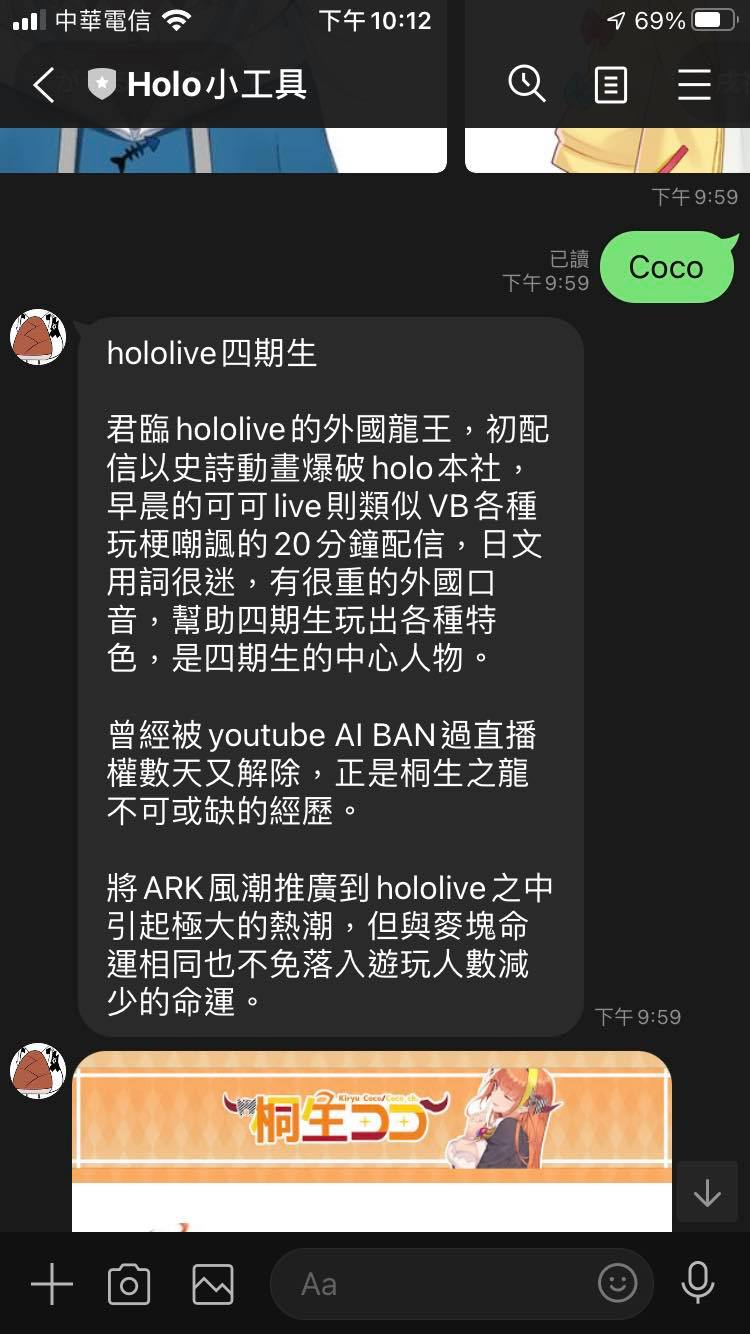 中華電信
下午10:12
69%
Holo小工具
下午9:59
已讀
下午9:59
Coco
hololive四期生
君臨hololive的外國龍王，初配
信以史詩動畫爆破holo本社，
早晨的可可live則類似VB各種
玩梗嘲諷的20分鐘配信，日文
用詞很迷，有很重的外國口
音，幫助四期生玩出各種特
色，是四期生的中心人物。
曾經被youtube AI BAN過直播
權數天又解除，正是桐生之龍
不可或缺的經歷。
將ARK風潮推廣到hololive之中
引起極大的熱潮，但與麥塊命
運相同也不免落入遊玩人數減
少的命運。
下午9:59
Kiryu Coco/Coco ch.
桐生ココ
Aa